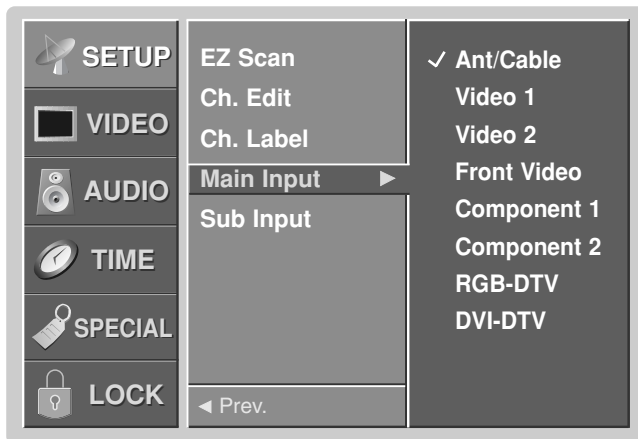 SETUP
VIDEO
AUDIO
TIME
SPECIAL
LOCK
EZ Scan
Ch. Edit
Ch. Label
Main Input ►
Sub Input
◄ Prev.
✓ Ant/Cable
Video 1
Video 2
Front Video
Component 1
Component 2
RGB-DTV
DVI-DTV